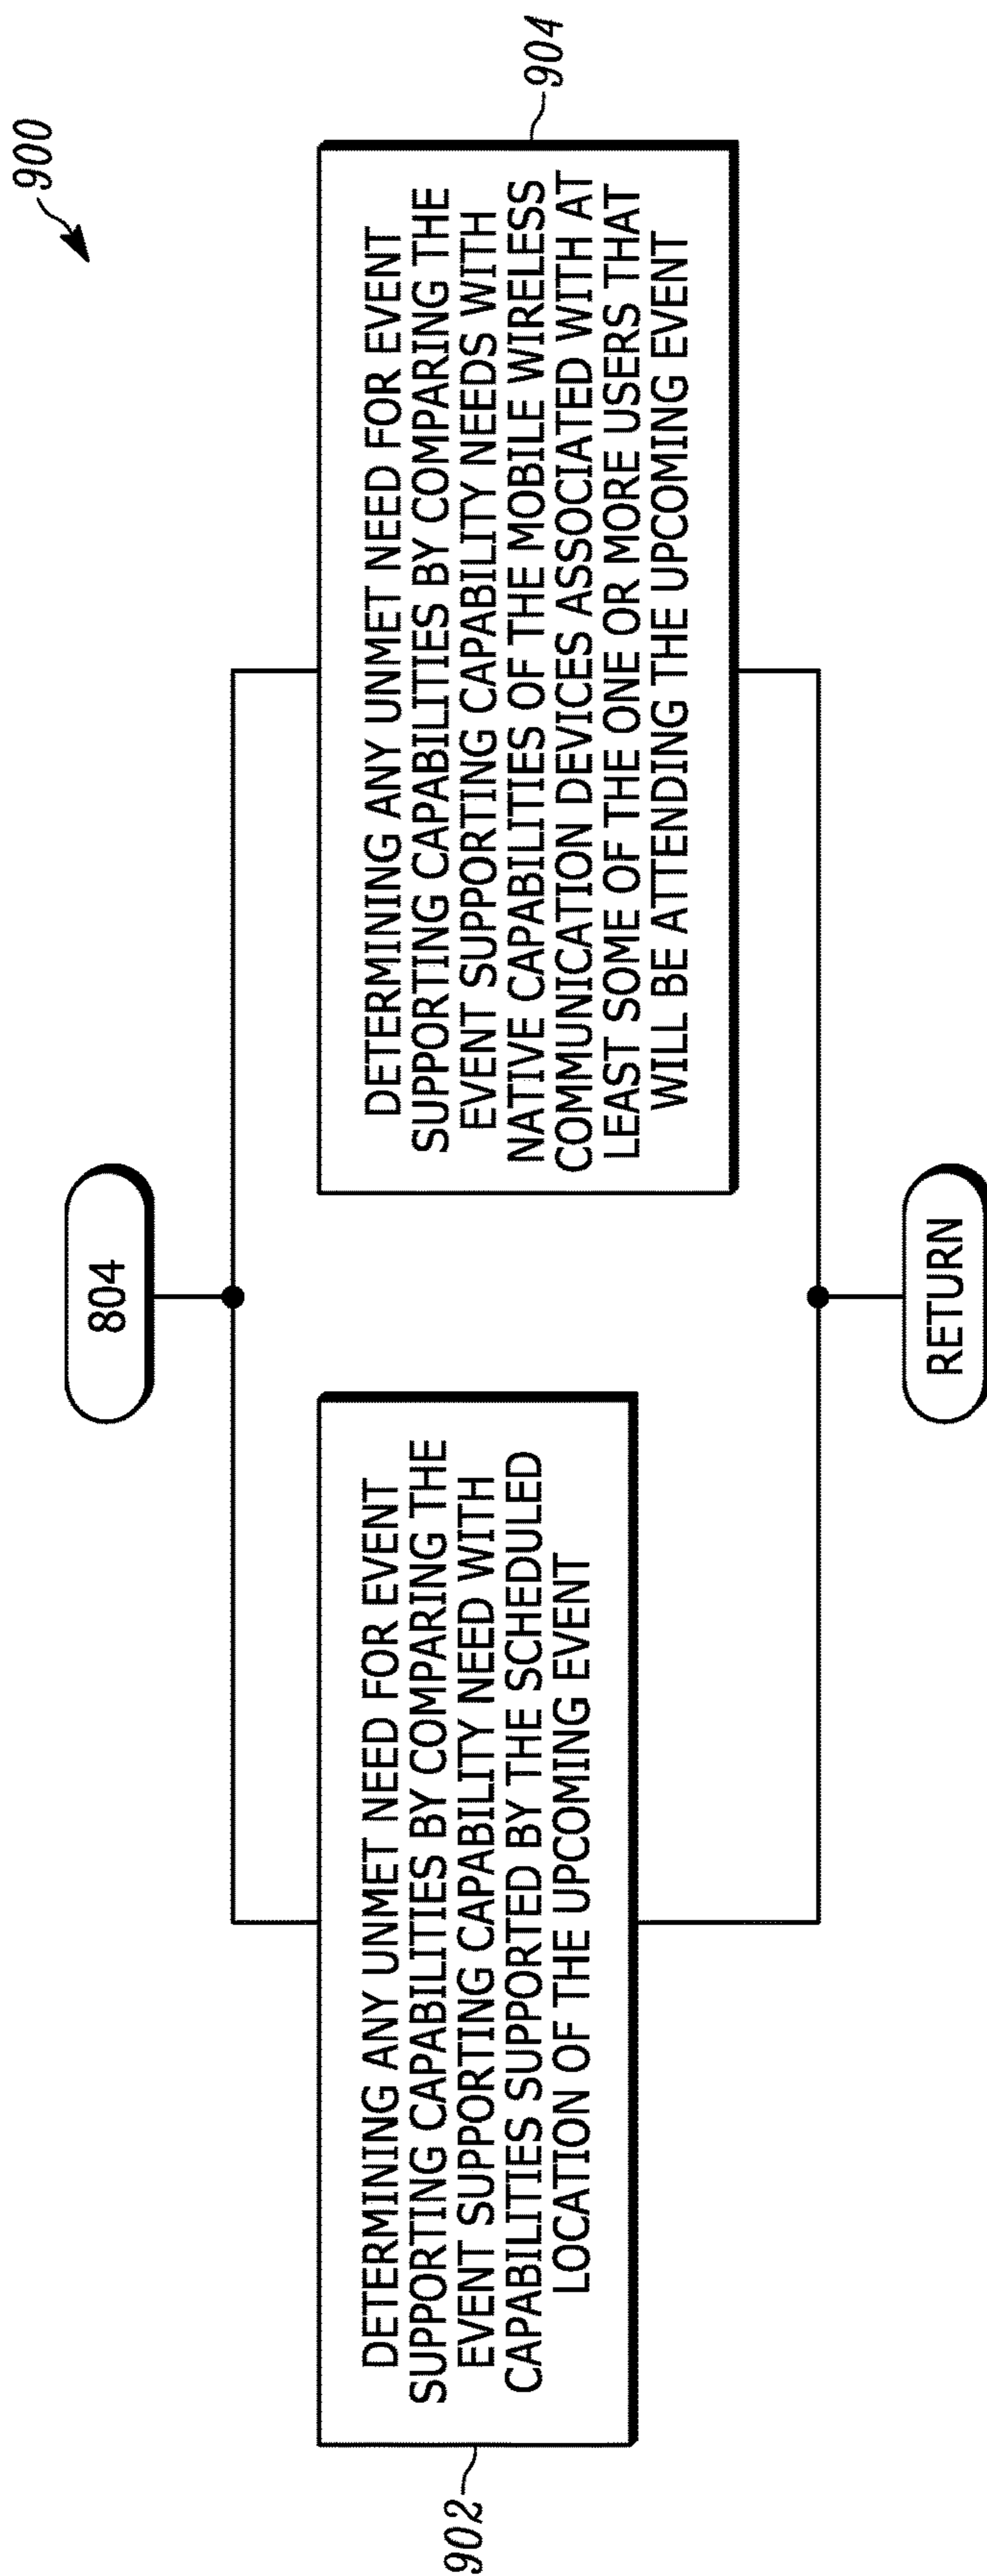 900
804
902
DETERMINING ANY UNMET NEED FOR EVENT
SUPPORTING CAPABILITIES BY COMPARING THE
EVENT SUPPORTING CAPABILITY NEED WITH
CAPABILITIES SUPPORTED BY THE SCHEDULED
LOCATION OF THE UPCOMING EVENT
904
DETERMINING ANY UNMET NEED FOR EVENT
SUPPORTING CAPABILITIES BY COMPARING THE
EVENT SUPPORTING CAPABILITY NEEDS WITH
NATIVE CAPABILITIES OF THE MOBILE WIRELESS
COMMUNICATION DEVICES ASSOCIATED WITH AT
LEAST SOME OF THE ONE OR MORE USERS THAT
WILL BE ATTENDING THE UPCOMING EVENT
RETURN